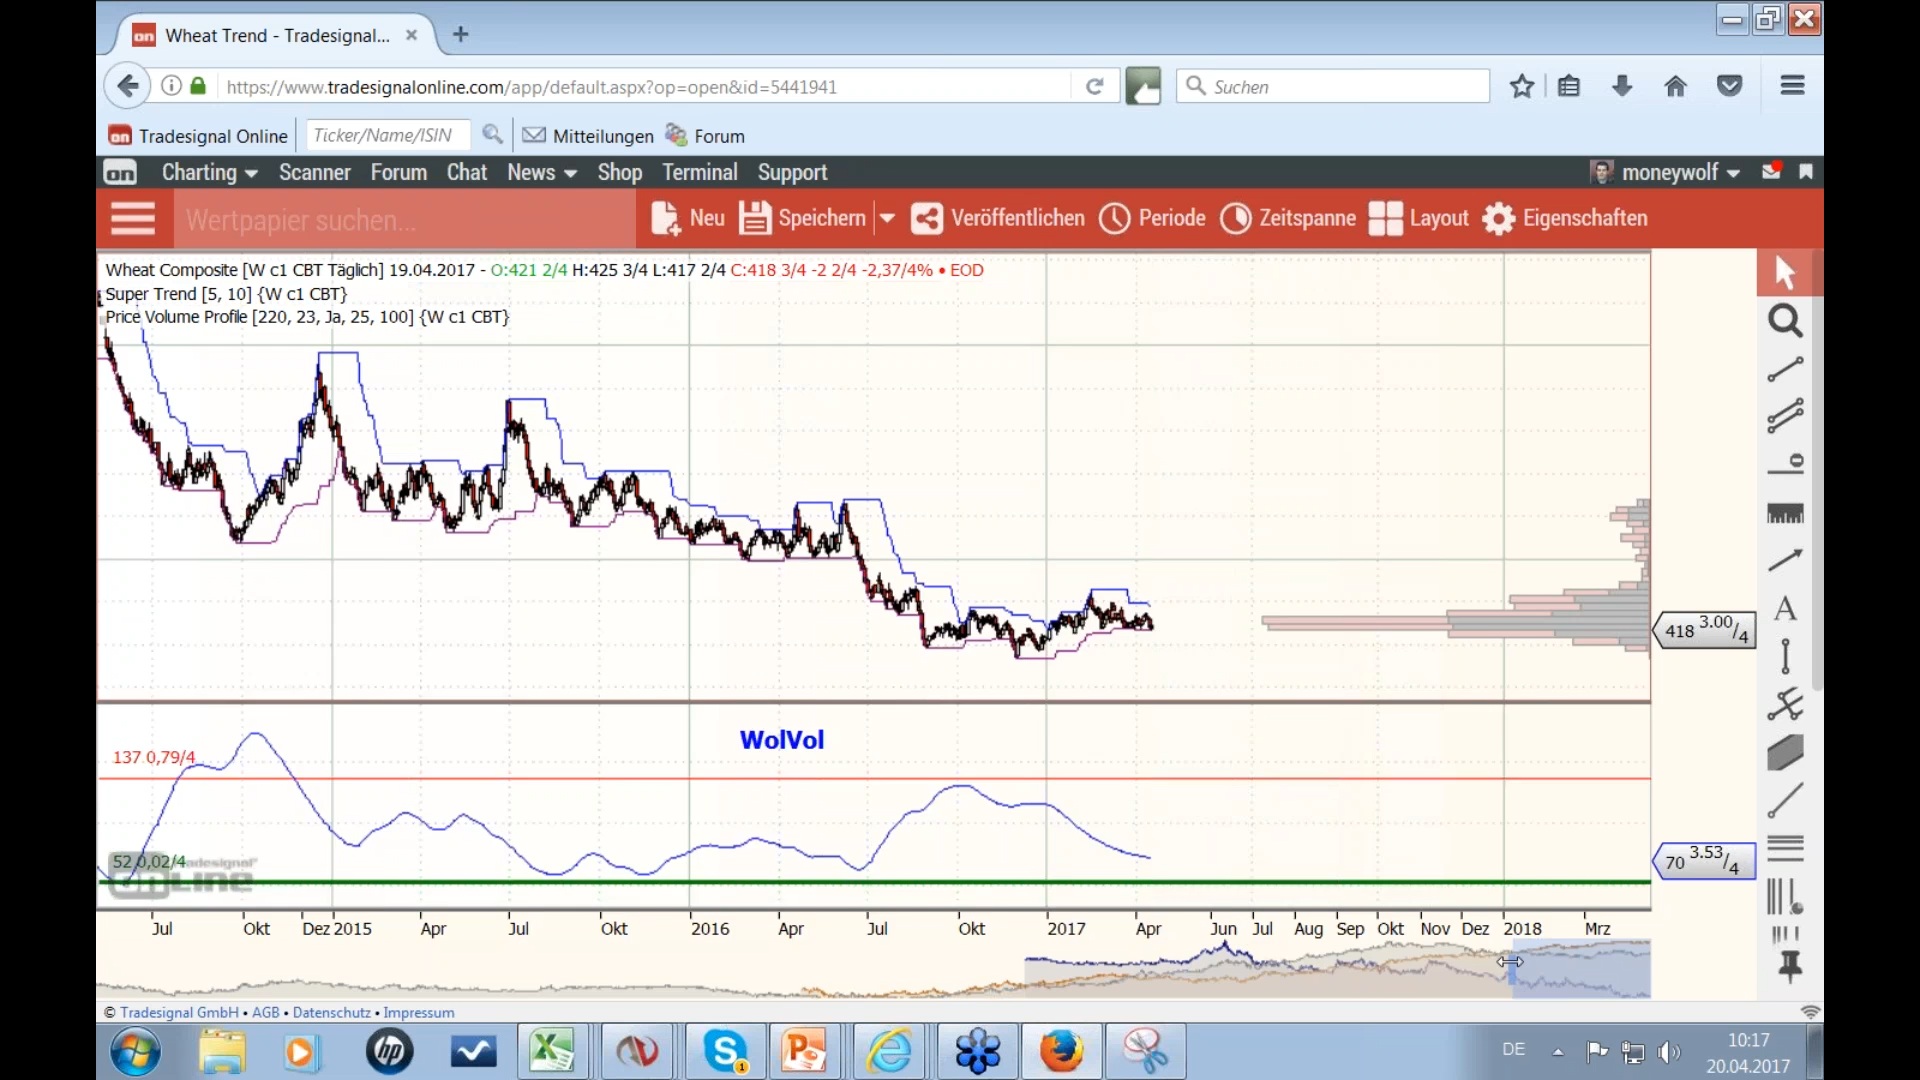 on Wheat Trend - Tradesignal...
https://www.tradesignalonline.com/app/default.aspx?op=open&id=5441941
Suchen
on Tradesignal Online Ticker/Name/ISIN Mitteilungen Forum
on Charting Scanner Forum Chat News Shop Terminal Support moneywolf
Wertpapier suchen... Neu Speichern Veröffentlichen Periode Zeitspanne Layout Eigenschaften
Wheat Composite [W c1 CBT Täglich] 19.04.2017 - O:421 2/4 H:425 3/4 L:417 2/4 C:418 3/4 -2 2/4 -2,37/4% • EOD
Super Trend [5, 10] {W c1 CBT}
Price Volume Profile [220, 23, Ja, 25, 100] {W c1 CBT}
418 3.00/4
A
WolVol
137 0,79/4
52 0,02/4
Tradesignal
onLine
70 3.53/4
Jul Okt Dez 2015 Apr Jul Okt 2016 Apr Jul Okt 2017 Apr Jun Jul Aug Sep Okt Nov Dez 2018 Mrz
© Tradesignal GmbH • AGB • Datenschutz • Impressum
hp
S 1
DE
10:17
20.04.2017